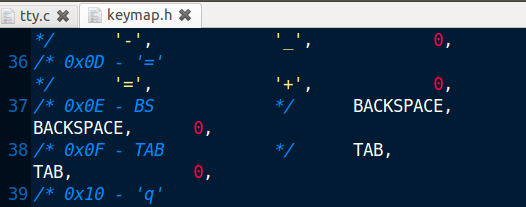 tty.c keymap.h
*/ '-', '_', 0,
36 /* 0x0D - '='
*/ '=', '+', 0,
37 /* 0x0E - BS */ BACKSPACE,
BACKSPACE, 0,
38 /* 0x0F - TAB */ TAB,
TAB, 0,
39 /* 0x10 - 'q'